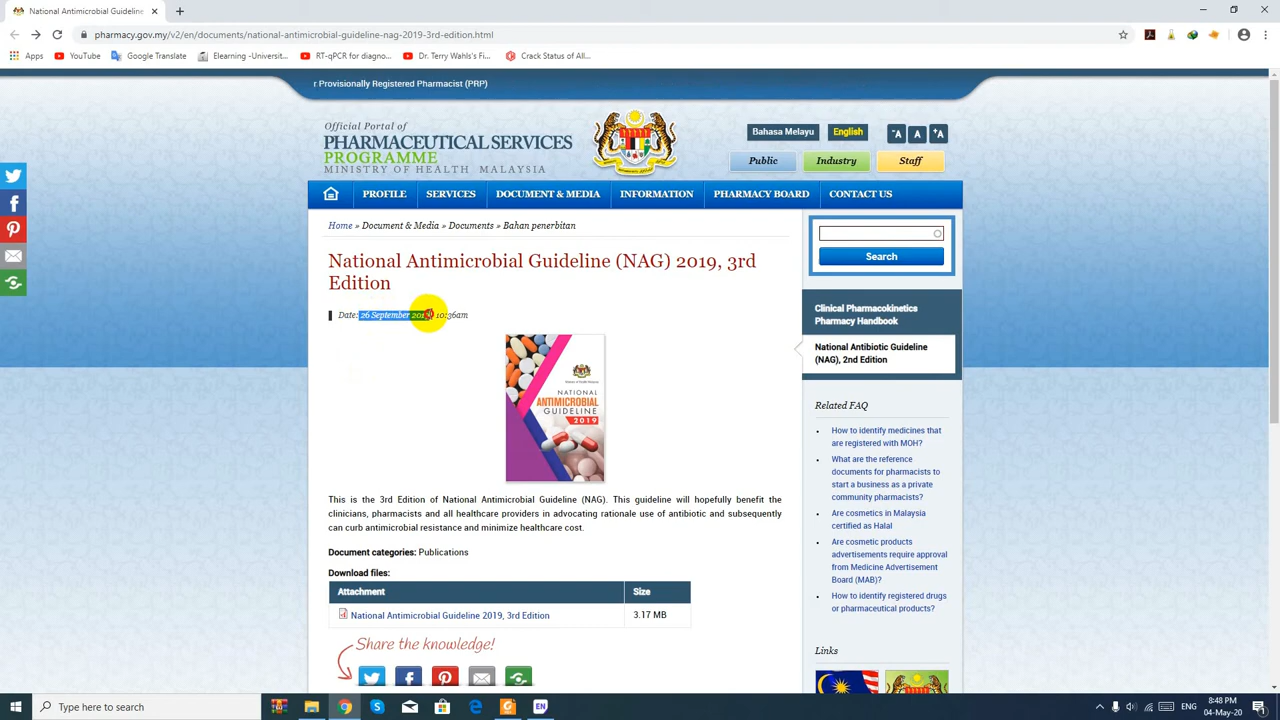 National Antimicrobial Guideline
pharmacy.gov.my/v2/en/documents/national-antimicrobial-guideline-nag-2019-3rd-edition.html
Apps
YouTube
Google Translate
Elearning -Universit...
RT-qPCR for diagno...
Dr. Terry Wahls's Fi...
Crack Status of All...
r Provisionally Registered Pharmacist (PRP)
Official Portal of
PHARMACEUTICAL SERVICES
PROGRAMME
MINISTRY OF HEALTH MALAYSIA
Bahasa Melayu
English
-A
A
+A
Public
Industry
Staff
PROFILE
SERVICES
DOCUMENT & MEDIA
INFORMATION
PHARMACY BOARD
CONTACT US
Home » Document & Media » Documents » Bahan penerbitan
National Antimicrobial Guideline (NAG) 2019, 3rd
Edition
Date: 26 September 2019 10:36am
Ministry of Health Malaysia
NATIONAL
ANTIMICROBIAL
GUIDELINE
2019
This is the 3rd Edition of National Antimicrobial Guideline (NAG). This guideline will hopefully benefit the
clinicians, pharmacists and all healthcare providers in advocating rationale use of antibiotic and subsequently
can curb antimicrobial resistance and minimize healthcare cost.
Document categories: Publications
Download files:
Attachment
Size
National Antimicrobial Guideline 2019, 3rd Edition
3.17 MB
Share the knowledge!
Search
Clinical Pharmacokinetics
Pharmacy Handbook
National Antibiotic Guideline
(NAG), 2nd Edition
Related FAQ
How to identify medicines that
are registered with MOH?
What are the reference
documents for pharmacists to
start a business as a private
community pharmacists?
Are cosmetics in Malaysia
certified as Halal
Are cosmetic products
advertisements require approval
from Medicine Advertisement
Board (MAB)?
How to identify registered drugs
or pharmaceutical products?
Links
Type here to search
EN
ENG
8:48 PM
04-May-20